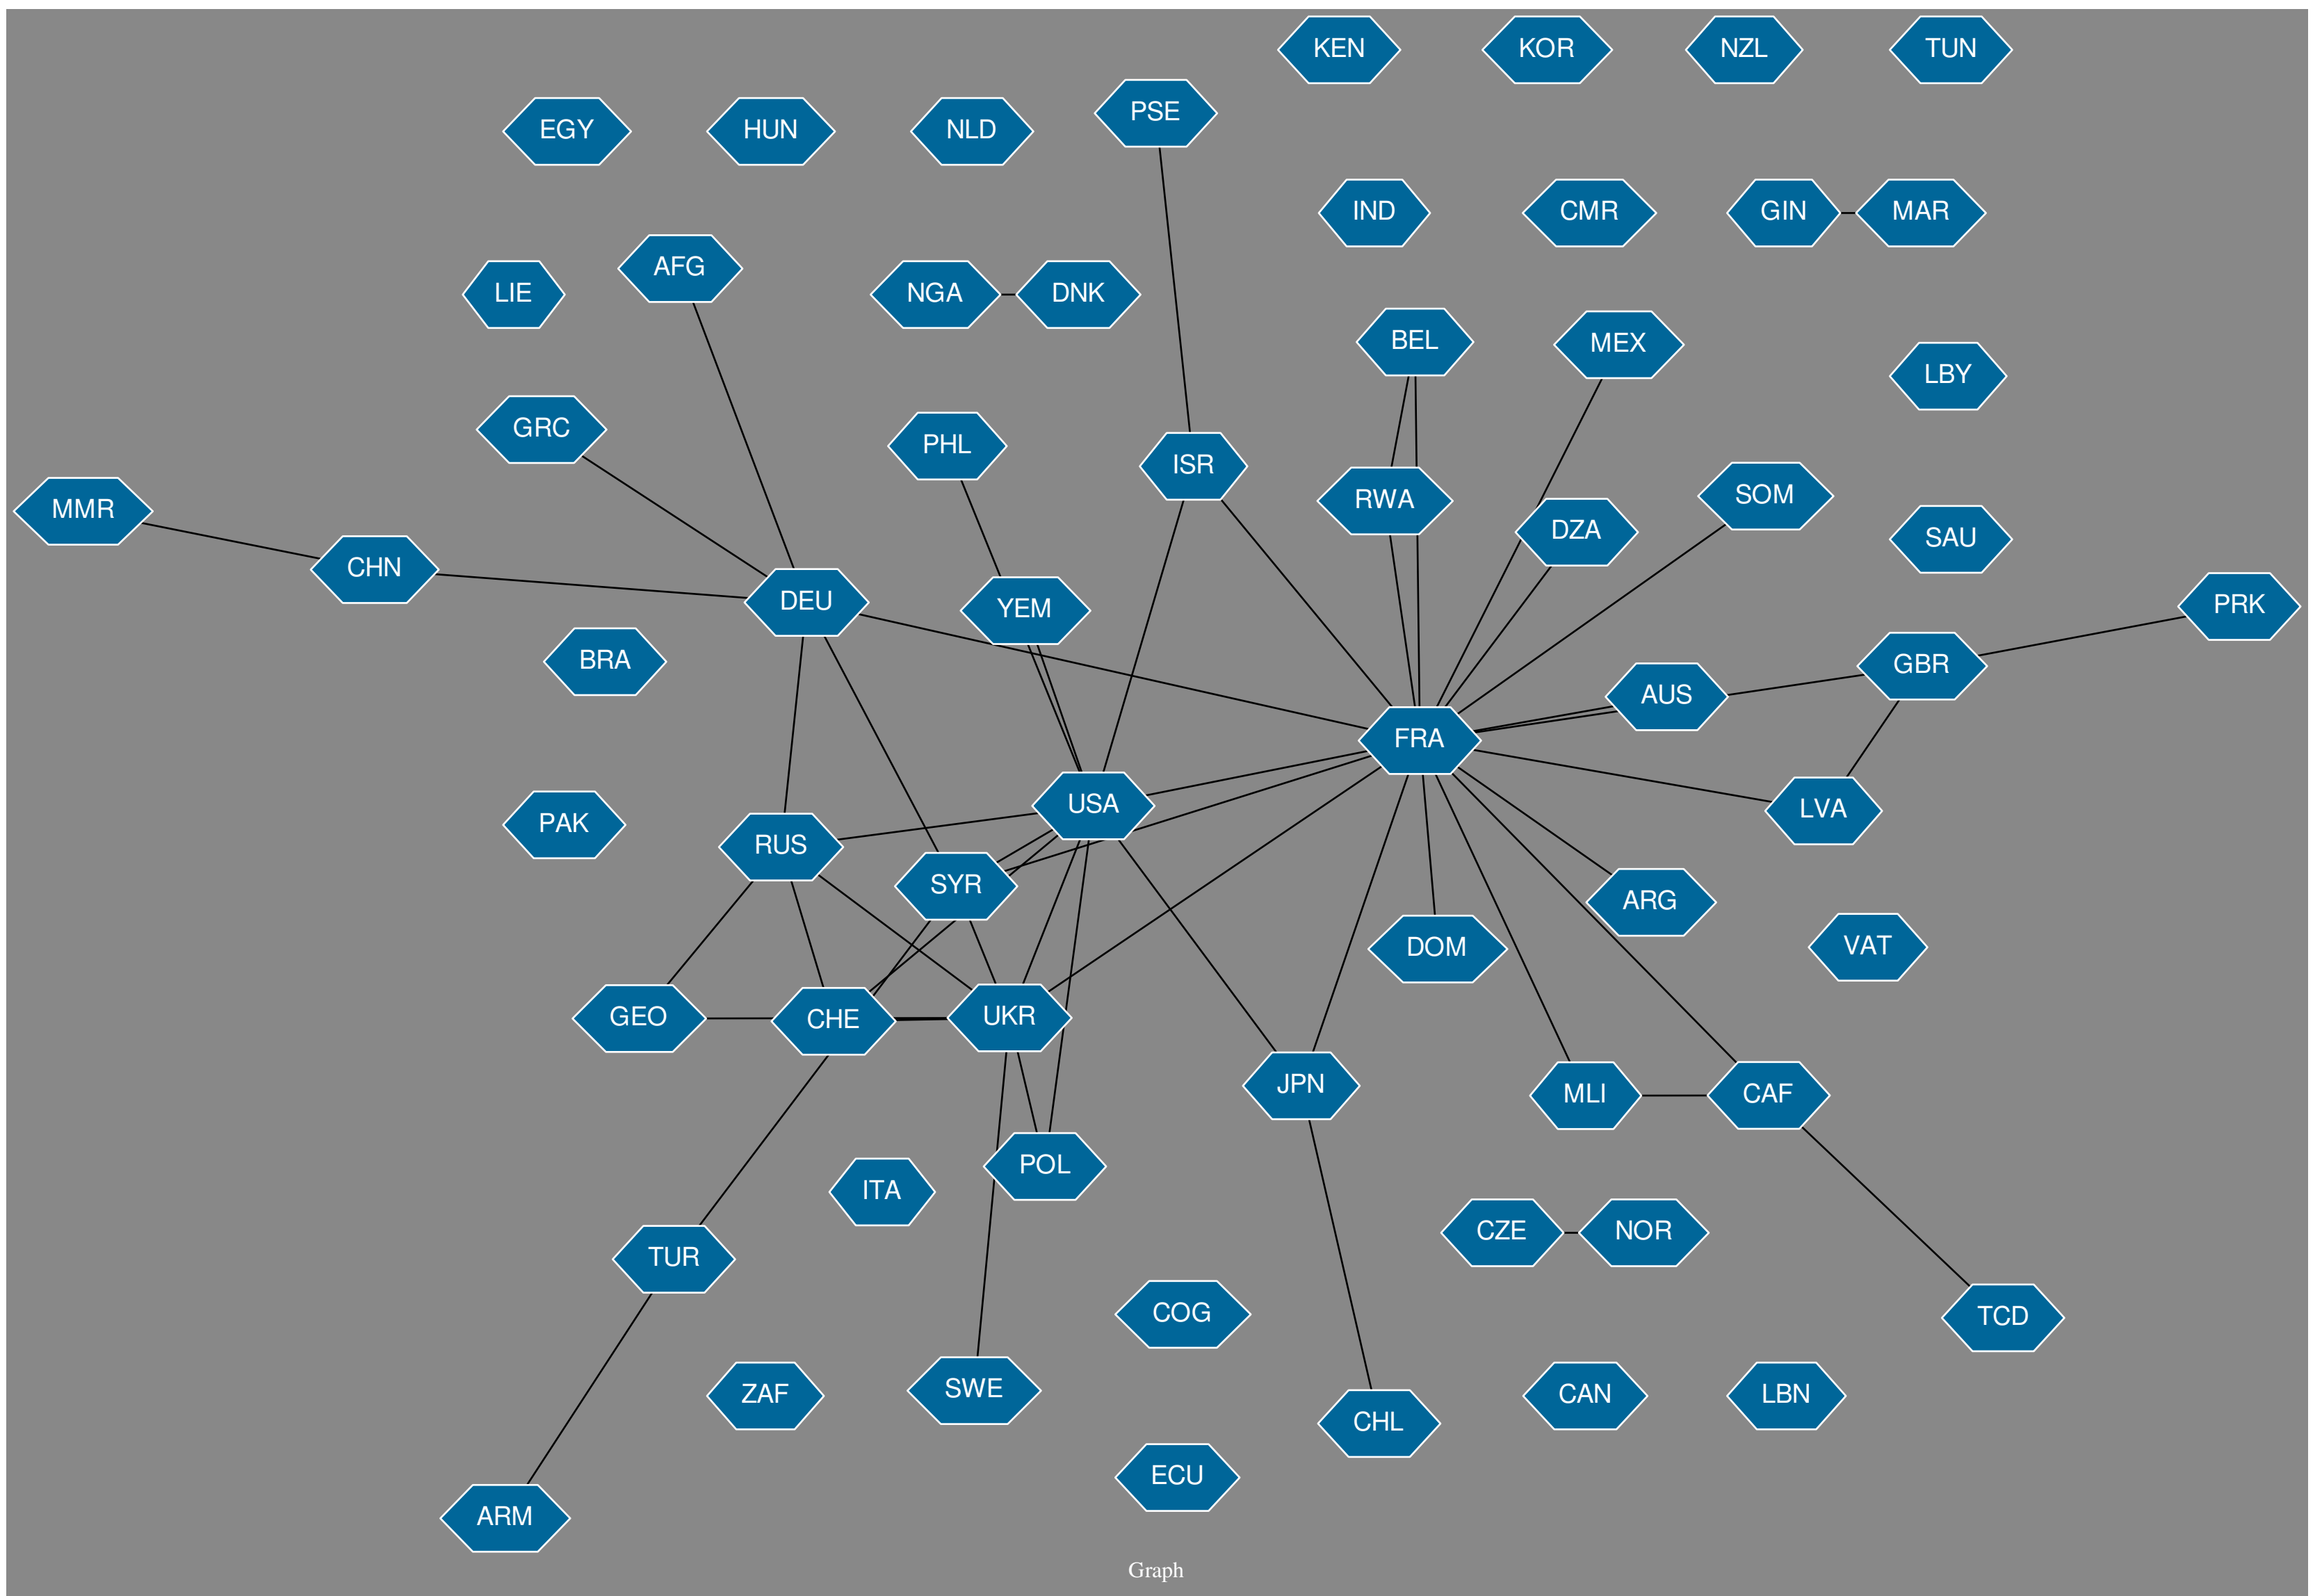 KEN
KOR
NZL
TUN
PSE
EGY
HUN
NLD
IND
CMR
GIN
MAR
AFG
LIE
NGA
DNK
BEL
MEX
LBY
GRC
PHL
ISR
RWA
SOM
MMR
DZA
SAU
CHN
DEU
YEM
PRK
BRA
GBR
AUS
FRA
USA
LVA
PAK
RUS
SYR
ARG
DOM
VAT
GEO
CHE
UKR
JPN
MLI
CAF
POL
ITA
CZE
NOR
TUR
COG
TCD
ZAF
SWE
CAN
LBN
CHL
ECU
ARM
Graph